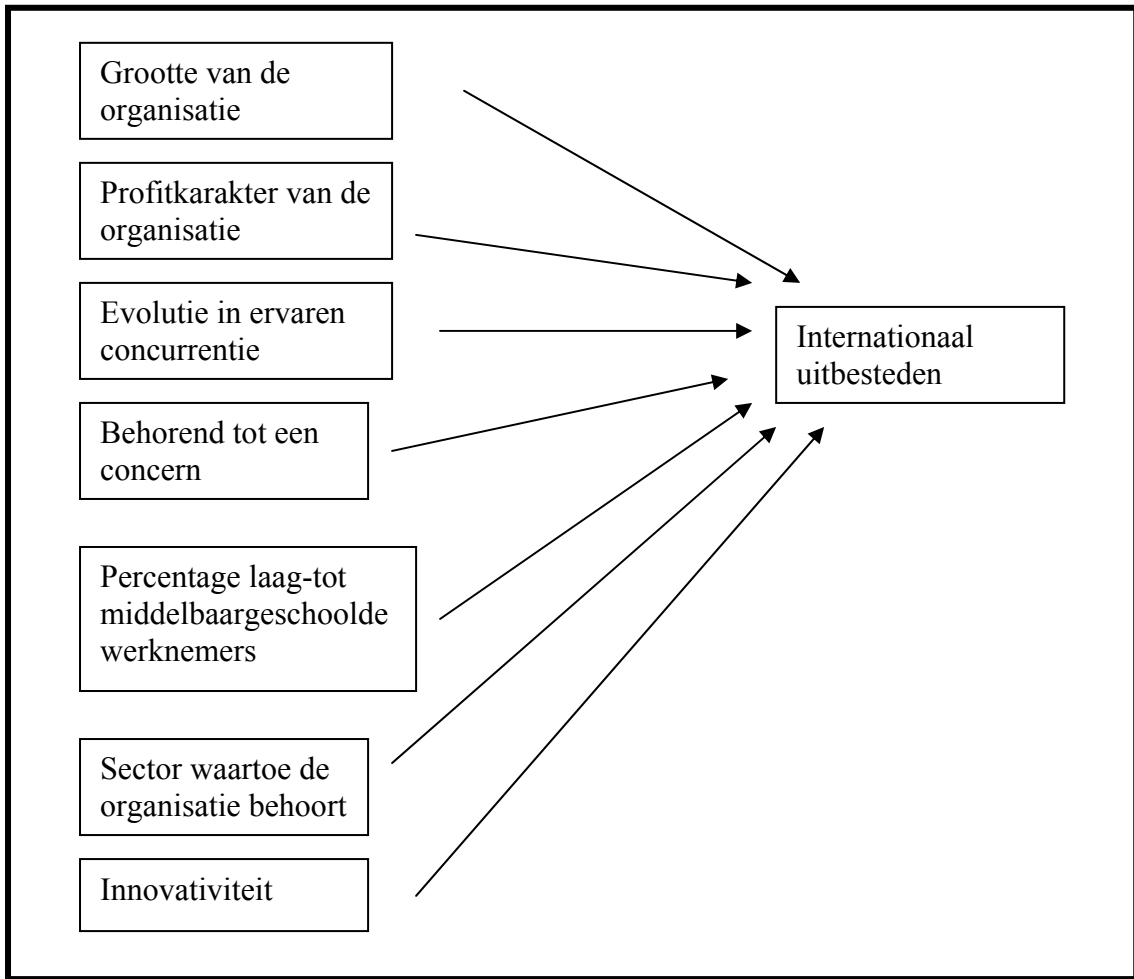 Grootte van de
organisatie
Profitkarakter van de
organisatie
Evolutie in ervaren
concurrentie
Behorend tot een
concern
Percentage laag-tot
middelbaargeschoolde
werknemers
Sector waartoe de
organisatie behoort
Innovativiteit
Internationaal
uitbesteden